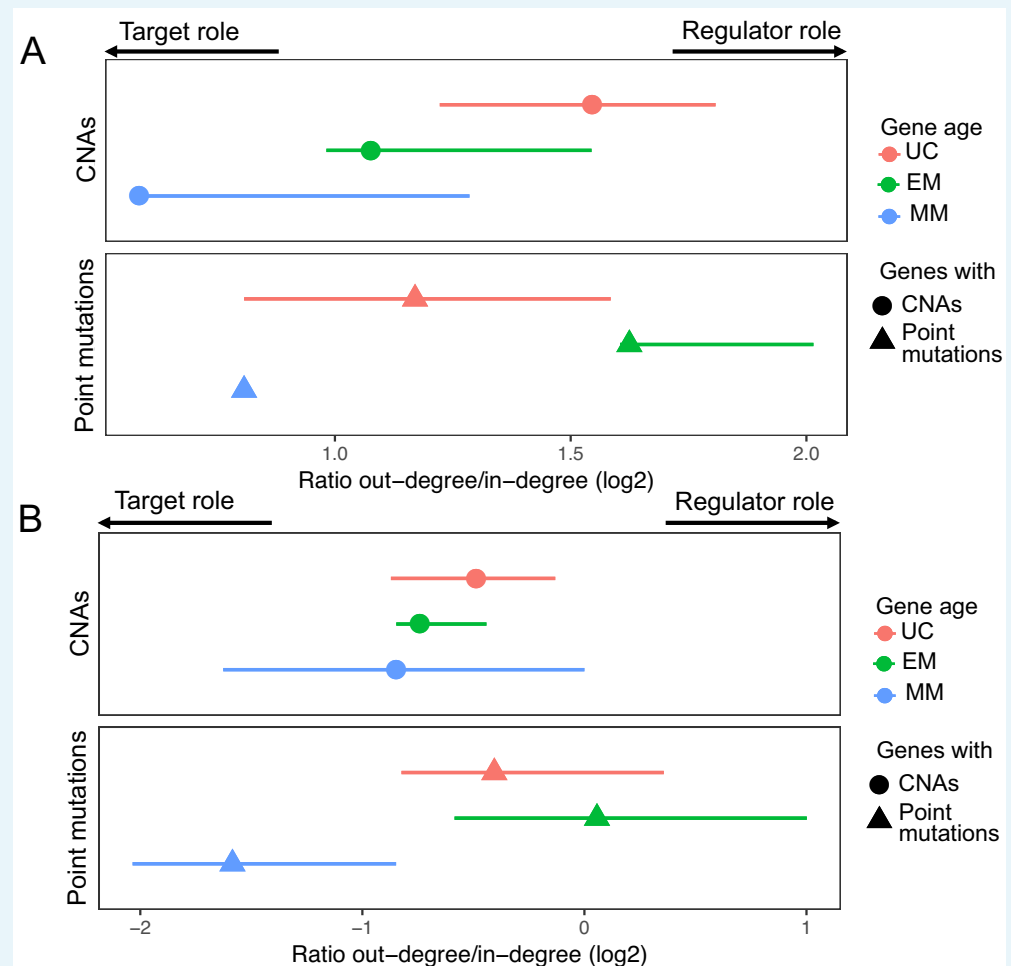 Target role
Regulator role
A
CNAs
Point mutations
Gene age
UC
EM
MM
Genes with
CNAs
Point
mutations
1.0 1.5 2.0
Ratio out−degree/in−degree (log2)
Target role
Regulator role
B
CNAs
Point mutations
Gene age
UC
EM
MM
Genes with
CNAs
Point
mutations
−2 −1 0 1
Ratio out−degree/in−degree (log2)